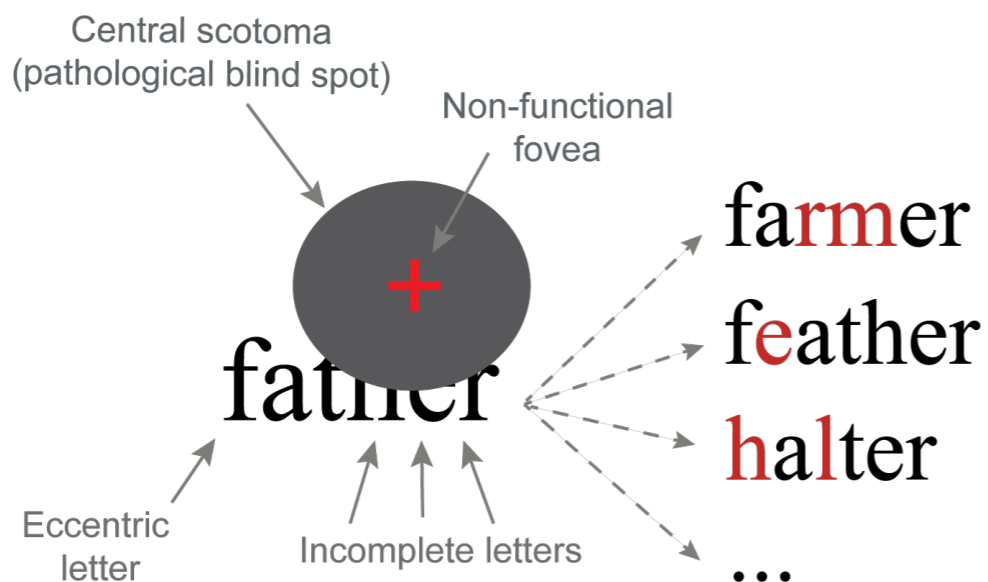 Central scotoma
(pathological blind spot)
Non-functional
fovea
father
farmer
feather
halter
...
Eccentric
letter
Incomplete letters